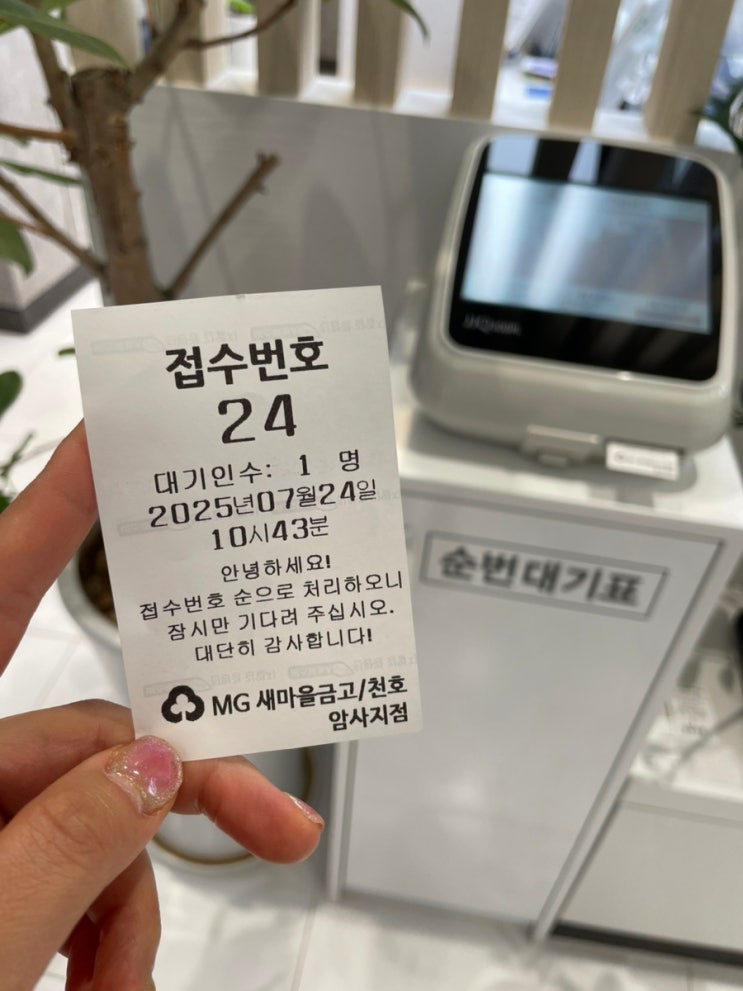 접수번호
24
대기인수: 1 명
2025년07월24일
10시43분
안녕하세요!
접수번호 순으로 처리하오니
잠시만 기다려 주십시오.
대단히 감사합니다!
MG 새마을금고/천호
암사지점
순번대기표